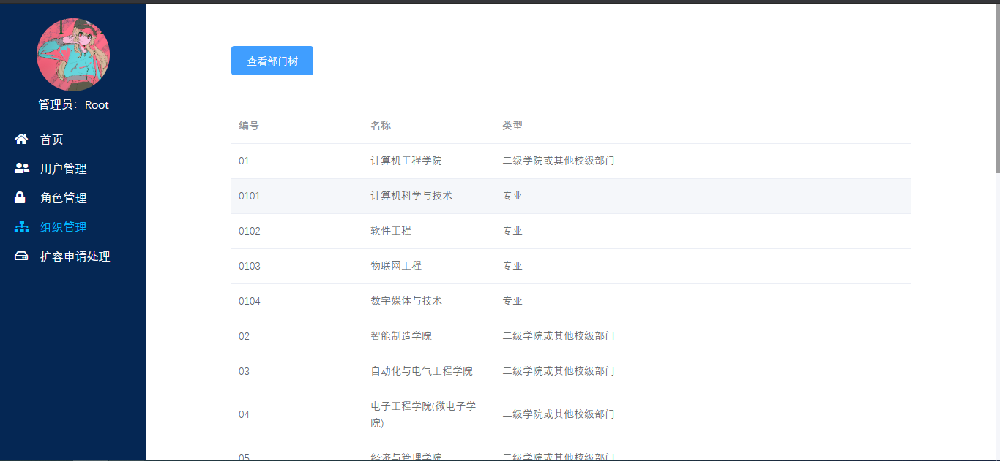 管理员：Root
首页
用户管理
角色管理
组织管理
扩容申请处理
查看部门树
编号 名称 类型
01 计算机工程学院 二级学院或其他校级部门
0101 计算机科学与技术 专业
0102 软件工程 专业
0103 物联网工程 专业
0104 数字媒体与技术 专业
02 智能制造学院 二级学院或其他校级部门
03 自动化与电气工程学院 二级学院或其他校级部门
04 电子工程学院(微电子学
院) 二级学院或其他校级部门
05 经济与管理学院 二级学院或其他校级部门